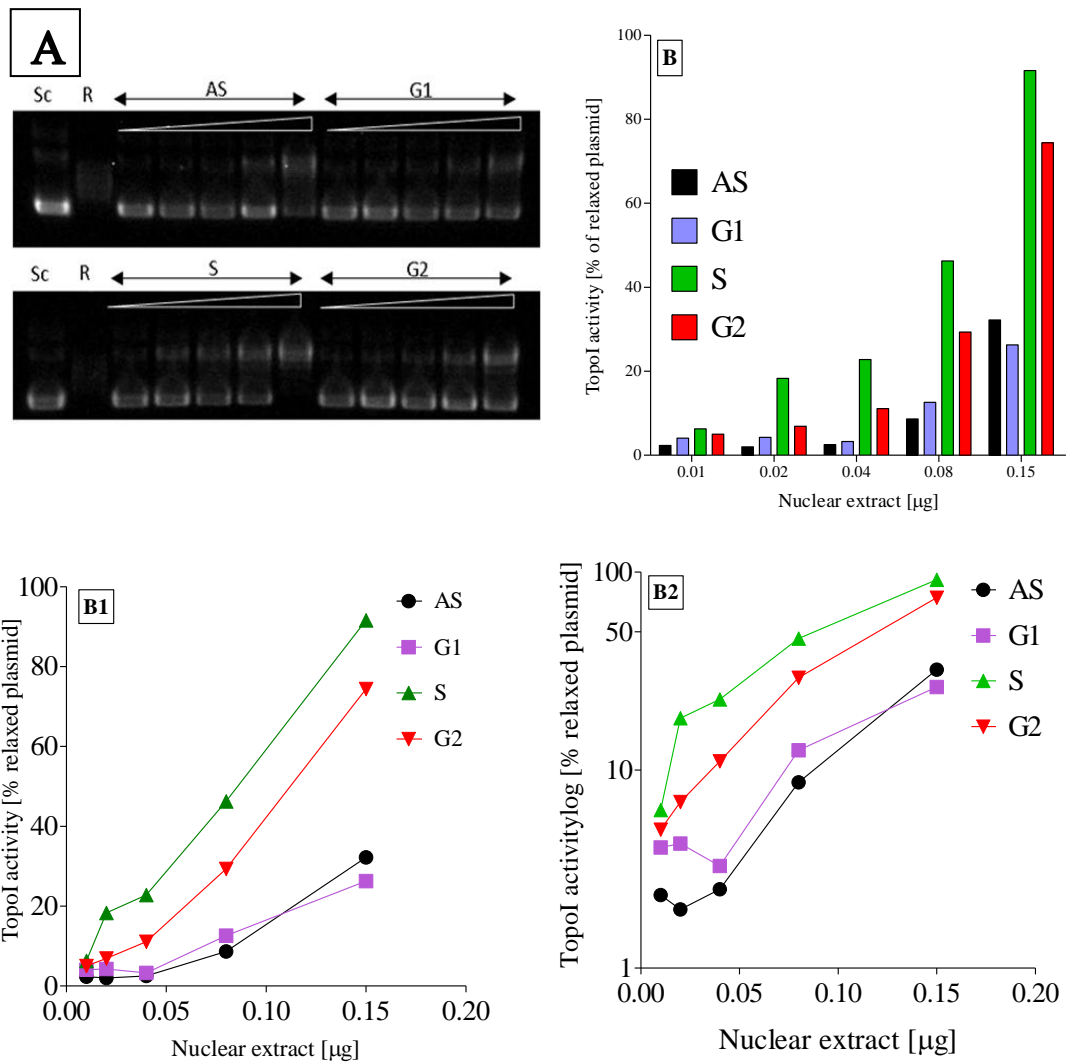 A
Sc R AS G1
Sc R S G2
B
TopoI activity [% of relaxed plasmid]
100
80
60
40
20
0
AS
G1
S
G2
0.01 0.02 0.04 0.08 0.15
Nuclear extract [µg]
B1
TopoI activity [% relaxed plasmid]
100
80
60
40
20
0
AS
G1
S
G2
0.00 0.05 0.10 0.15 0.20
Nuclear extract [µg]
B2
TopoI activitylog [% relaxed plasmid]
100
50
10
1
AS
G1
S
G2
0.00 0.05 0.10 0.15 0.20
Nuclear extract [µg]